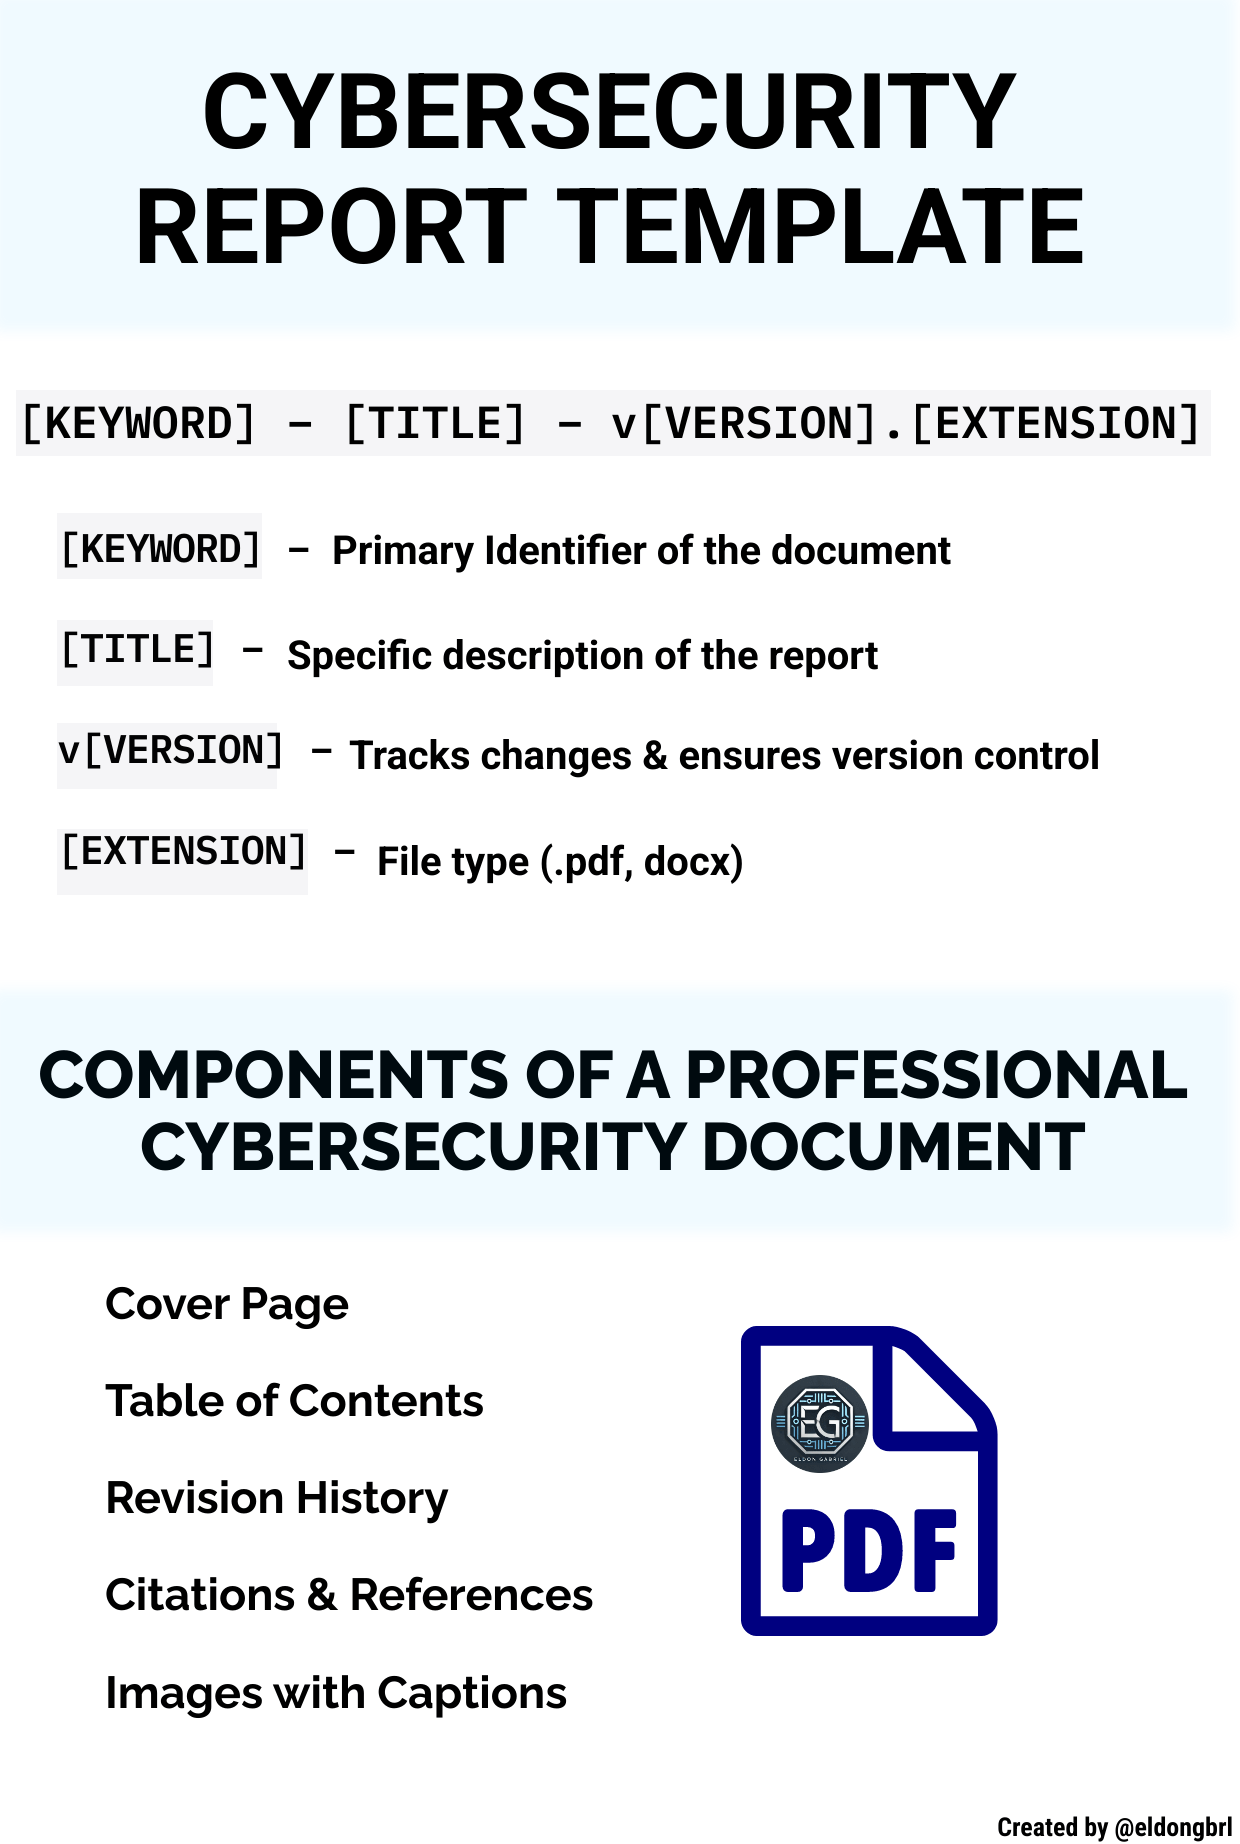 CYBERSECURITY
REPORT TEMPLATE
[KEYWORD] – [TITLE] – v[VERSION].[EXTENSION]
[KEYWORD] – Primary Identifier of the document
[TITLE] – Specific description of the report
v[VERSION] – Tracks changes & ensures version control
[EXTENSION] – File type (.pdf, docx)
COMPONENTS OF A PROFESSIONAL
CYBERSECURITY DOCUMENT
Cover Page
Table of Contents
Revision History
Citations & References
Images with Captions
EG
ELDON GABRIEL
PDF
Created by @eldongbrl